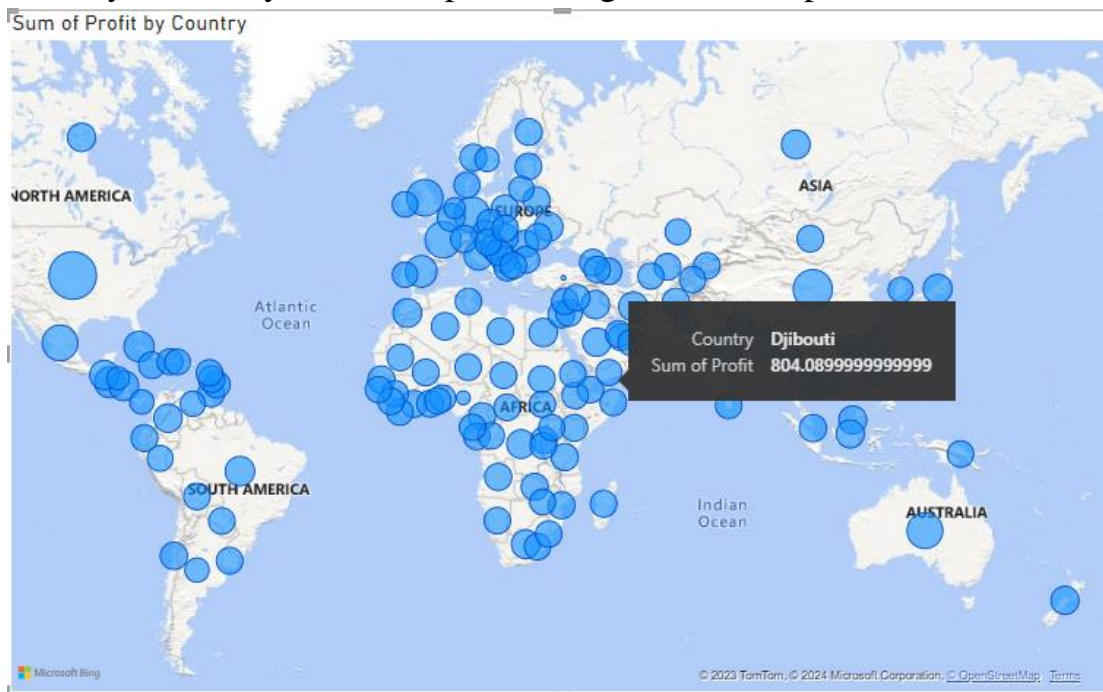 Sum of Profit by Country
NORTH AMERICA
ASIA
EUROPE
Atlantic
Ocean
Country Djibouti
Sum of Profit 804.0899999999999
AFRICA
SOUTH AMERICA
Indian
Ocean
AUSTRALIA
Microsoft Bing
© 2023 TomTom, © 2024 Microsoft Corporation, © OpenStreetMap Terms